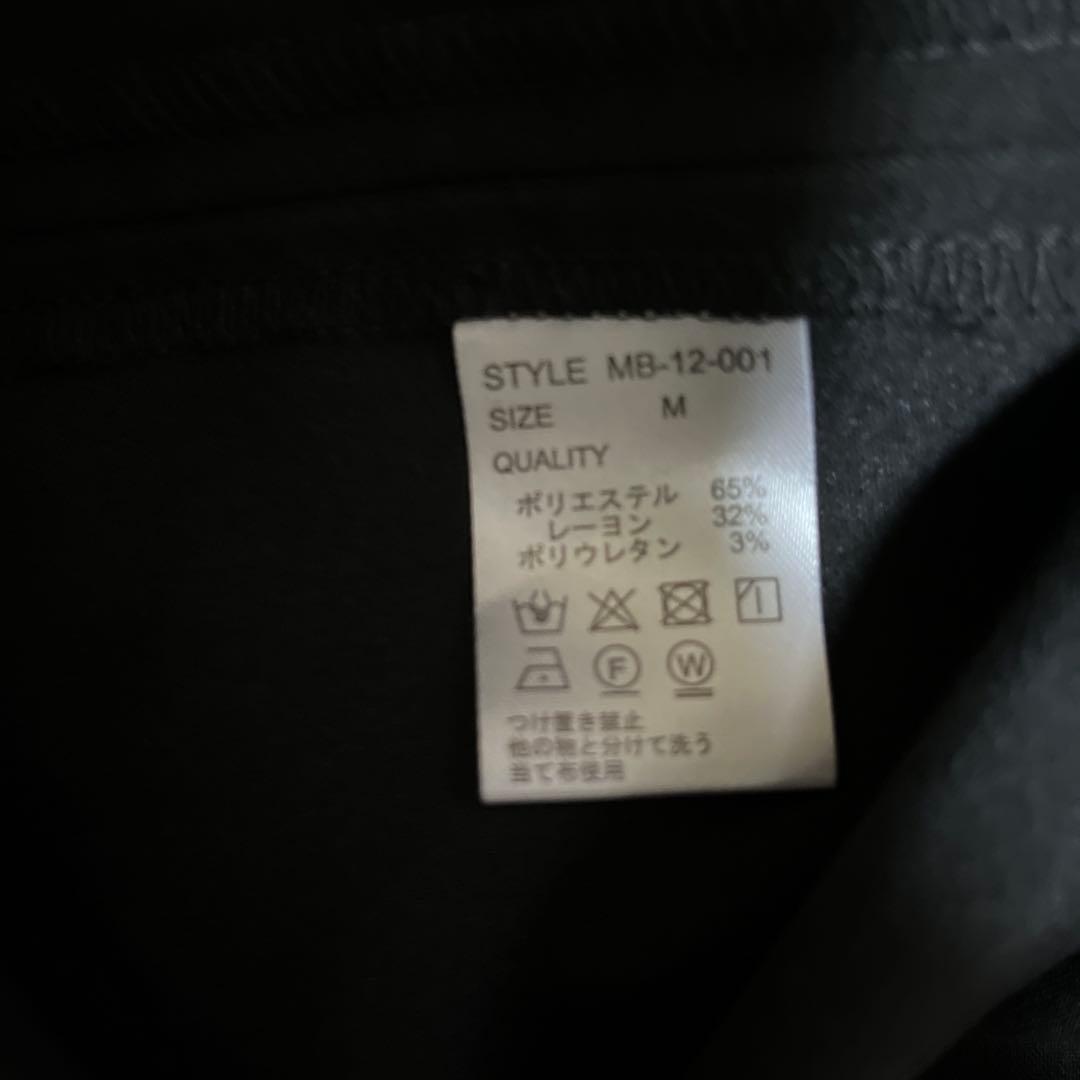 STYLE MB-12-001
SIZE M
QUALITY
ポリエステル 65%
レーヨン 32%
ポリウレタン 3%
F W
つけ置き禁止
他の物と分けて洗う
当て布使用